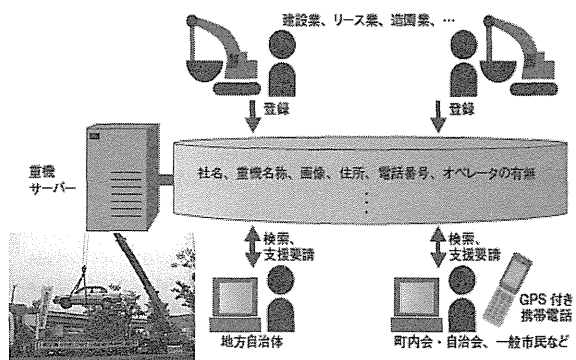 建設業、リース業、造園業、…
登録
登録
重機
サーバー
社名、重機名称、画像、住所、電話番号、オペレータの有無
⋮
検索、
支援要請
検索、
支援要請
GPS 付き
携帯電話
地方自治体
町内会・自治会、一般市民など